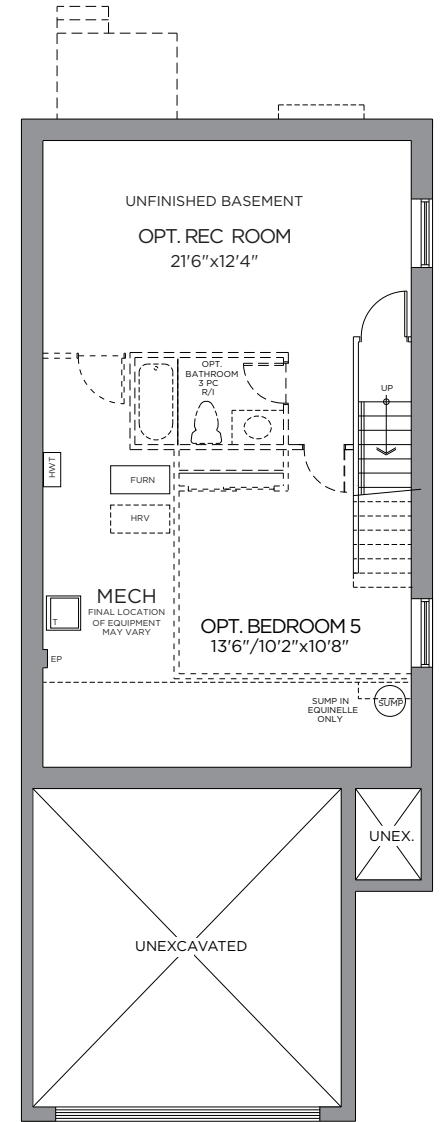 UNFINISHED BASEMENT
OPT. REC ROOM
21'6"x12'4"
OPT.
BATHROOM
3 PC
R/I
UP
HWT
FURN
HRV
MECH
FINAL LOCATION
OF EQUIPMENT
MAY VARY
T
EP
OPT. BEDROOM 5
13'6"/10'2"x10'8"
SUMP IN
EQUINELLE
ONLY
SUMP
UNEX.
UNEXCAVATED